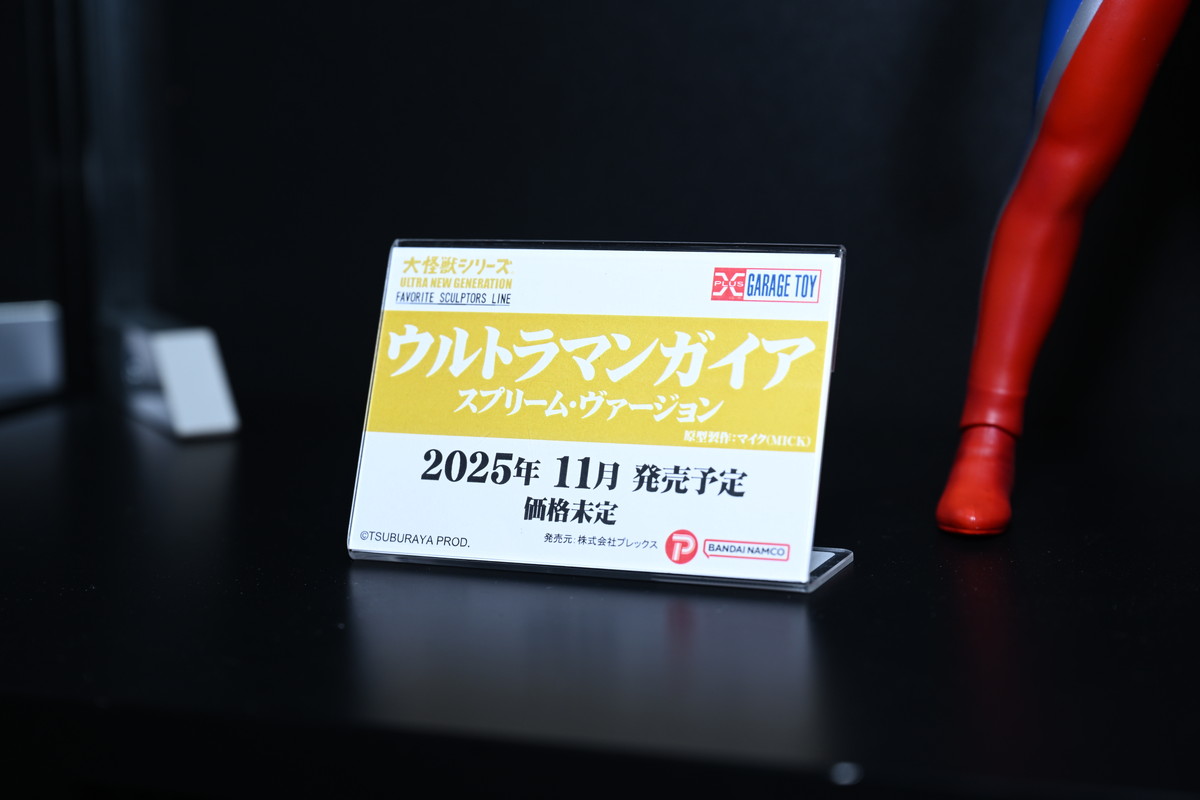 大怪獣シリーズ
ULTRA NEW GENERATION
FAVORITE SCULPTORS LINE
X PLUS GARAGE TOY
ウルトラマンガイア
スプリーム・ヴァージョン
原型製作:マイク(MICK)
2025年 11月 発売予定
価格未定
©TSUBURAYA PROD.
発売元:株式会社プレックス P BANDAI NAMCO